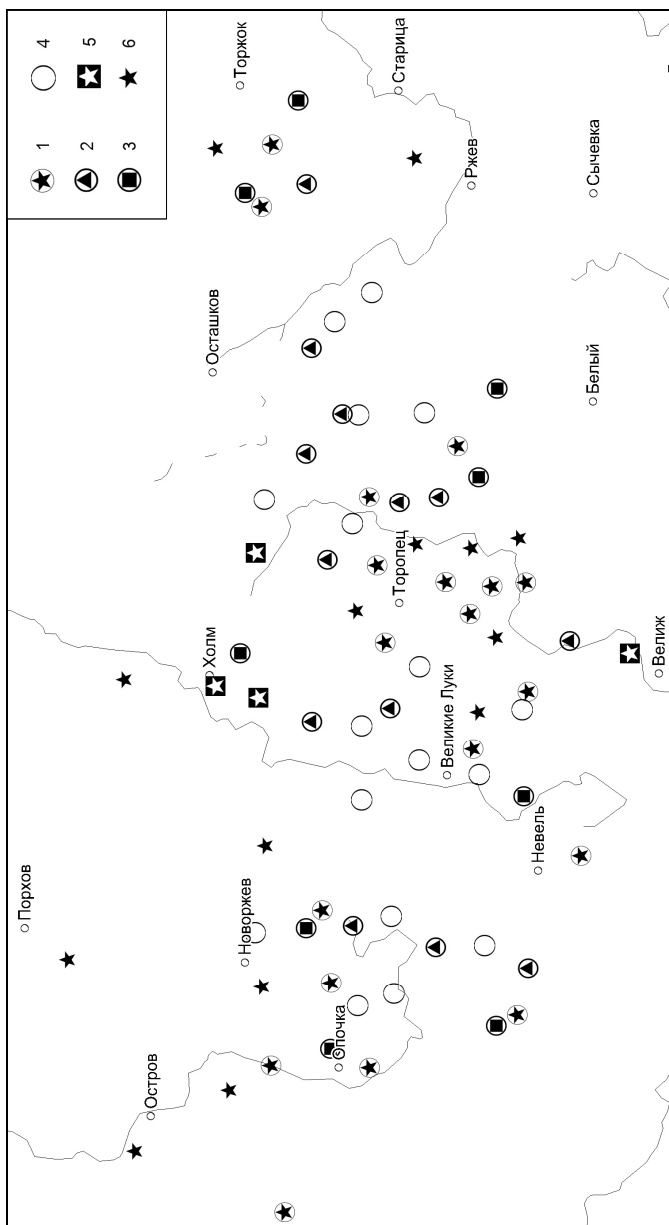 1 4
2 5
3 6
Порхов
Остров
Новоржев
Опочка
Холм
Осташков
Торжок
Старица
Ржев
Сычевка
Белый
Торопец
Великие Луки
Невель
Велиж